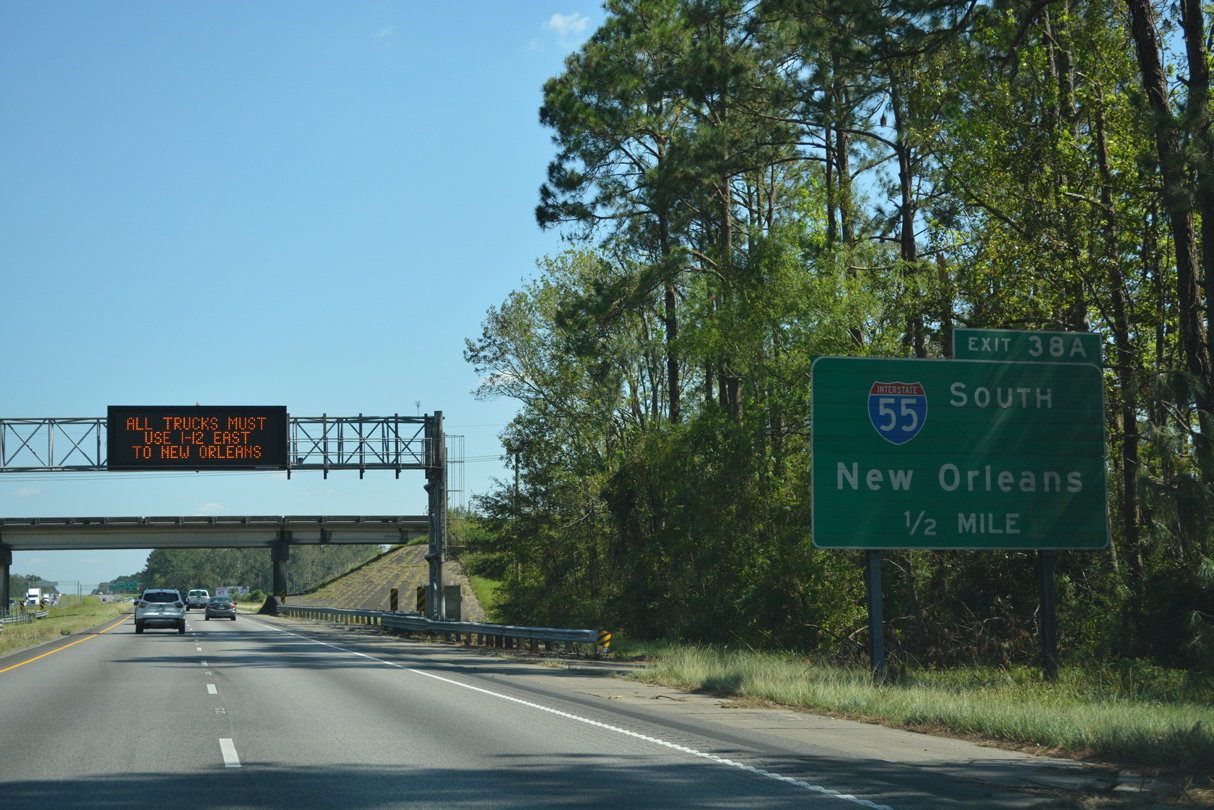 ALL TRUCKS MUST
USE I-12 EAST
TO NEW ORLEANS
EXIT 38A
INTERSTATE
55
SOUTH
New Orleans
1/2 MILE